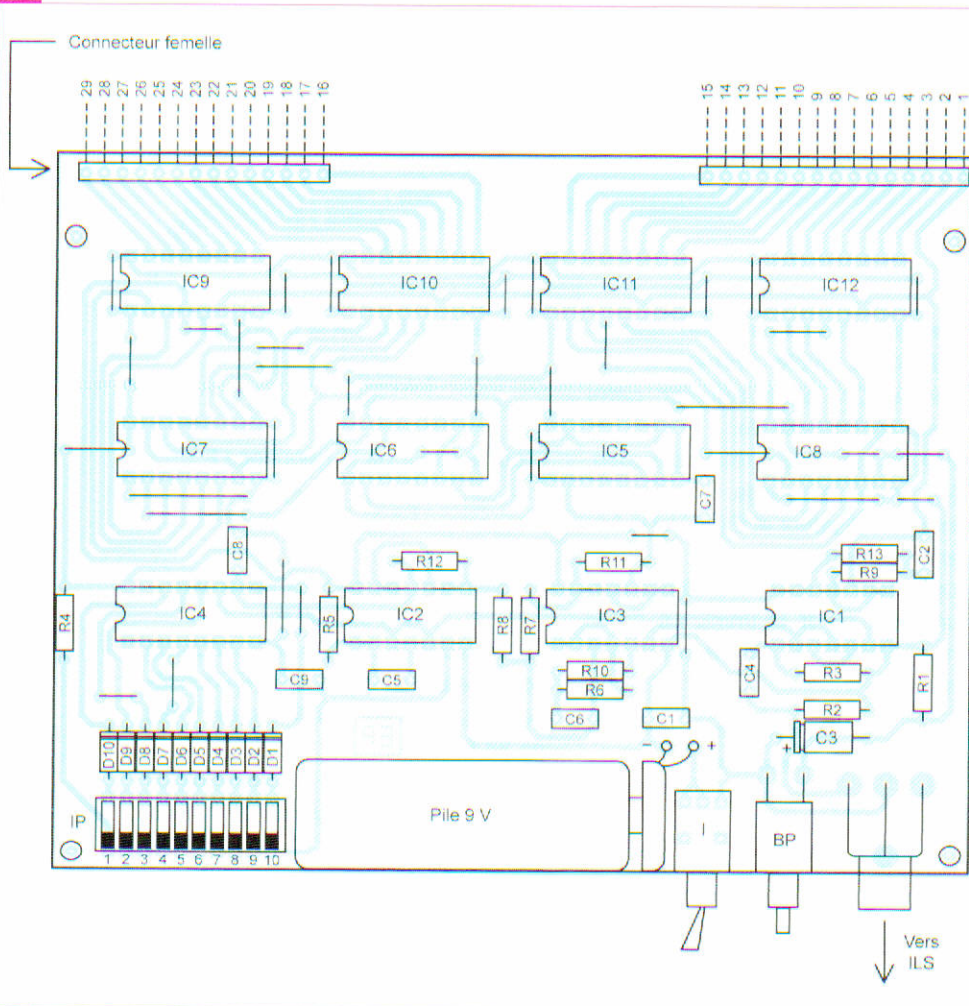 Connecteur femelle
29 28 27 26 25 24 23 22 21 20 19 18 17 16
15 14 13 12 11 10 9 8 7 6 5 4 3 2 1
IC9 IC10 IC11 IC12
IC7 IC6 IC5 IC8
C7
C8 R12 R11 R13 C2
R9
R4 IC4 R5 IC2 R8 R7 IC3 IC1
C9 C5 R10 C4 R3 R1
R6
C6 C1 R2
C3
- + +
D10 D9 D8 D7 D6 D5 D4 D3 D2 D1
IP Pile 9 V I BP
1 2 3 4 5 6 7 8 9 10
Vers
ILS